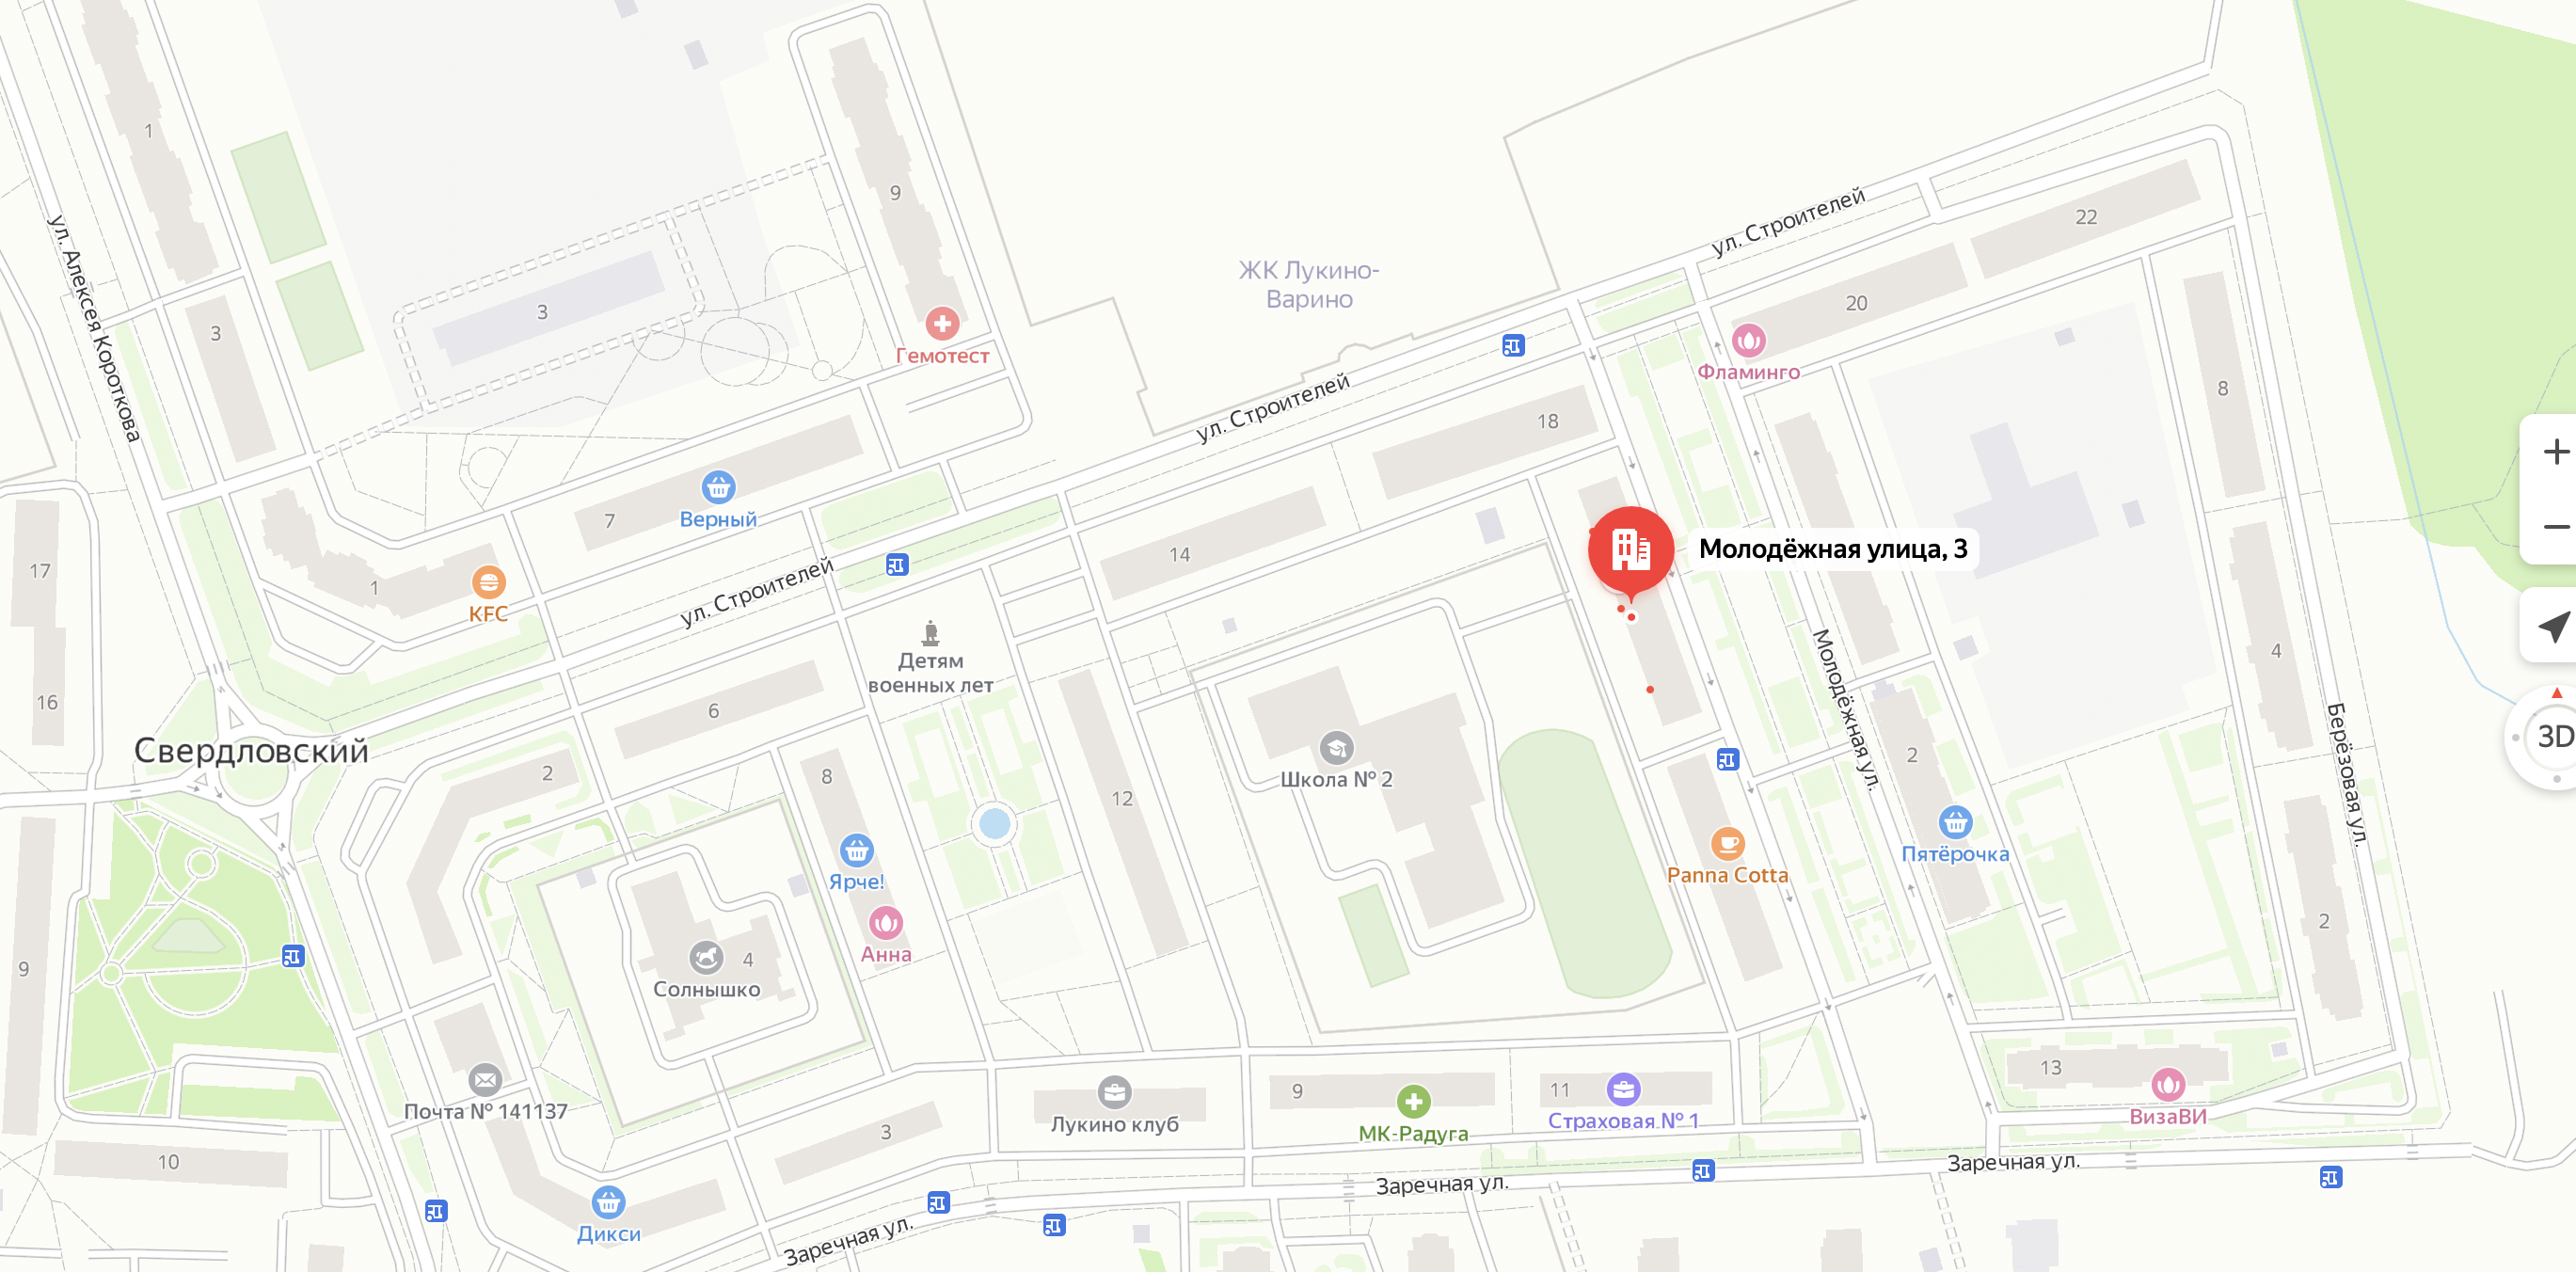 1
9
ул. Строителей
22
ул. Алексея Короткова
ЖК Лукино-
Варино
3
3
20
Гемотест
Фламинго
8
ул. Строителей
18
7
Верный
14
Молодёжная улица, 3
17
1
KFC
ул. Строителей
Детям
военных лет
4
16
6
Молодёжная ул.
Берёзовая ул.
3D
Свердловский
2
8
12
Школа № 2
2
Ярче!
Panna Cotta
Пятёрочка
2
Анна
9
4
Солнышко
13
Почта № 141137
Лукино клуб
9
МК-Радуга
11
Страховая № 1
ВизаВИ
3
10
Заречная ул.
Заречная ул.
Дикси
Заречная ул.